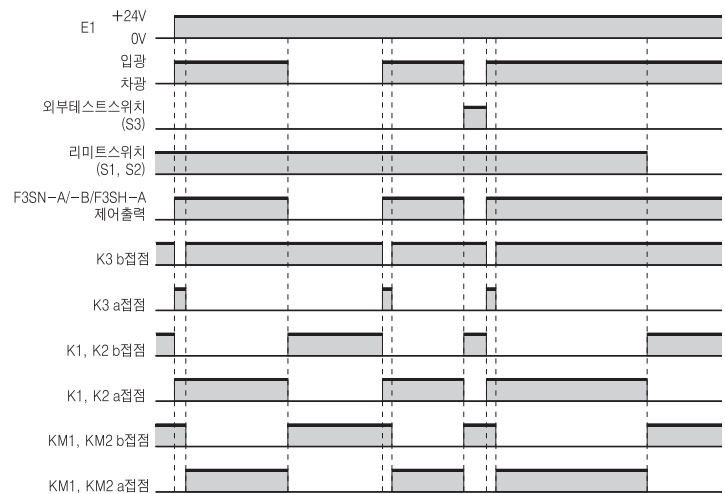 E1
+24V
0V
입광
차광
외부테스트스위치
(S3)
리미트스위치
(S1, S2)
F3SN-A/-B/F3SH-A
제어출력
K3 b접점
K3 a접점
K1, K2 b접점
K1, K2 a접점
KM1, KM2 b접점
KM1, KM2 a접점